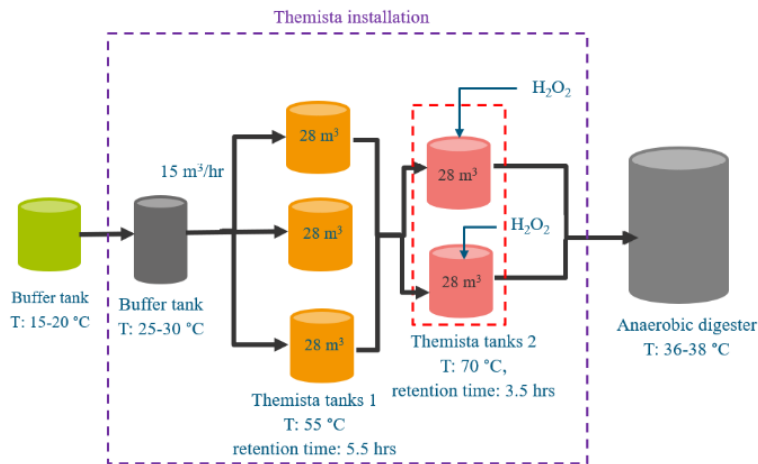 Themista installation
H₂O₂
28 m³
15 m³/hr
28 m³
28 m³
H₂O₂
28 m³
28 m³
Buffer tank
T: 15-20 °C
Buffer tank
T: 25-30 °C
Themista tanks 1
T: 55 °C
retention time: 5.5 hrs
Themista tanks 2
T: 70 °C,
retention time: 3.5 hrs
Anaerobic digester
T: 36-38 °C